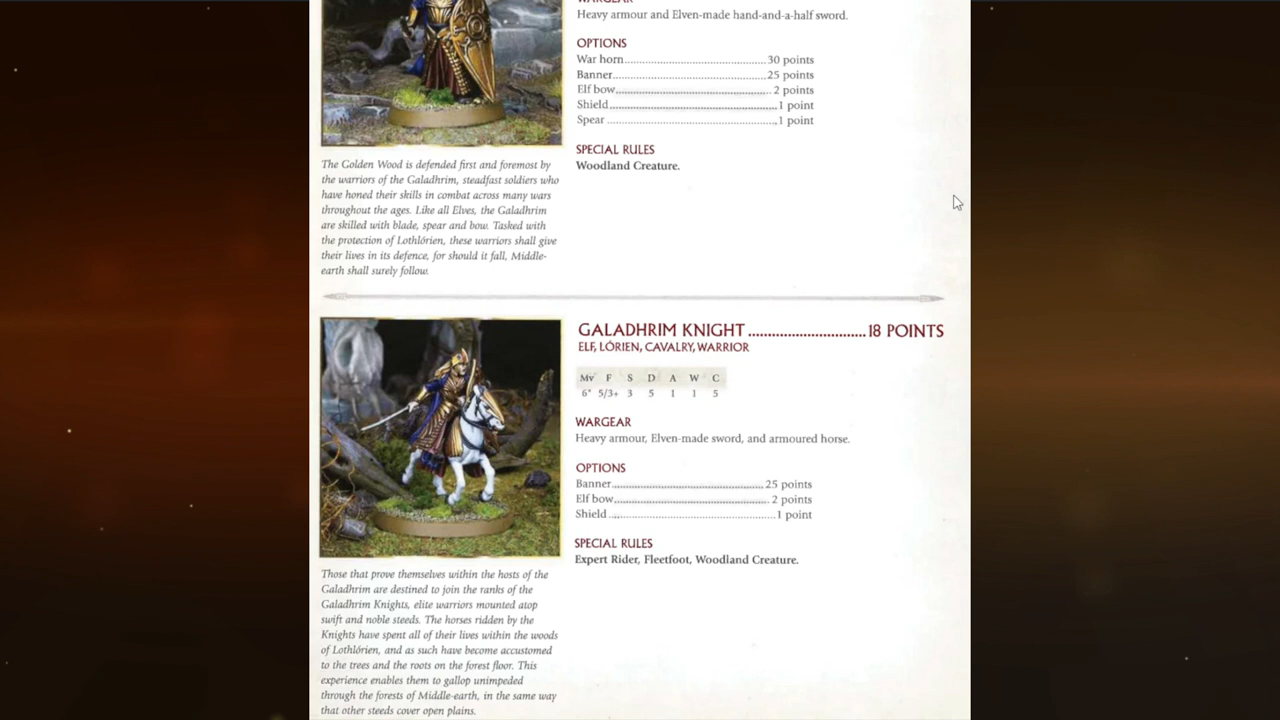 Heavy armour and Elven-made hand-and-a-half sword.
OPTIONS
War horn 30 points
Banner 25 points
Elf bow 2 points
Shield 1 point
Spear 1 point
SPECIAL RULES
Woodland Creature.
The Golden Wood is defended first and foremost by
the warriors of the Galadhrim, steadfast soldiers who
have honed their skills in combat across many wars
throughout the ages. Like all Elves, the Galadhrim
are skilled with blade, spear and bow. Tasked with
the protection of Lothlórien, these warriors shall give
their lives in its defence, for should it fall, Middle-
earth shall surely follow.
GALADHRIM KNIGHT 18 POINTS
ELF, LÓRIEN, CAVALRY, WARRIOR
Mv F S D A W C
6" 5/3+ 3 5 1 1 5
WARGEAR
Heavy armour, Elven-made sword, and armoured horse.
OPTIONS
Banner 25 points
Elf bow 2 points
Shield 1 point
SPECIAL RULES
Expert Rider, Fleetfoot, Woodland Creature.
Those that prove themselves within the hosts of the
Galadhrim are destined to join the ranks of the
Galadhrim Knights, elite warriors mounted atop
swift and noble steeds. The horses ridden by the
Knights have spent all of their lives within the woods
of Lothlórien, and as such have become accustomed
to the trees and the roots on the forest floor. This
experience enables them to gallop unimpeded
through the forests of Middle-earth, in the same way
that other steeds cover open plains.